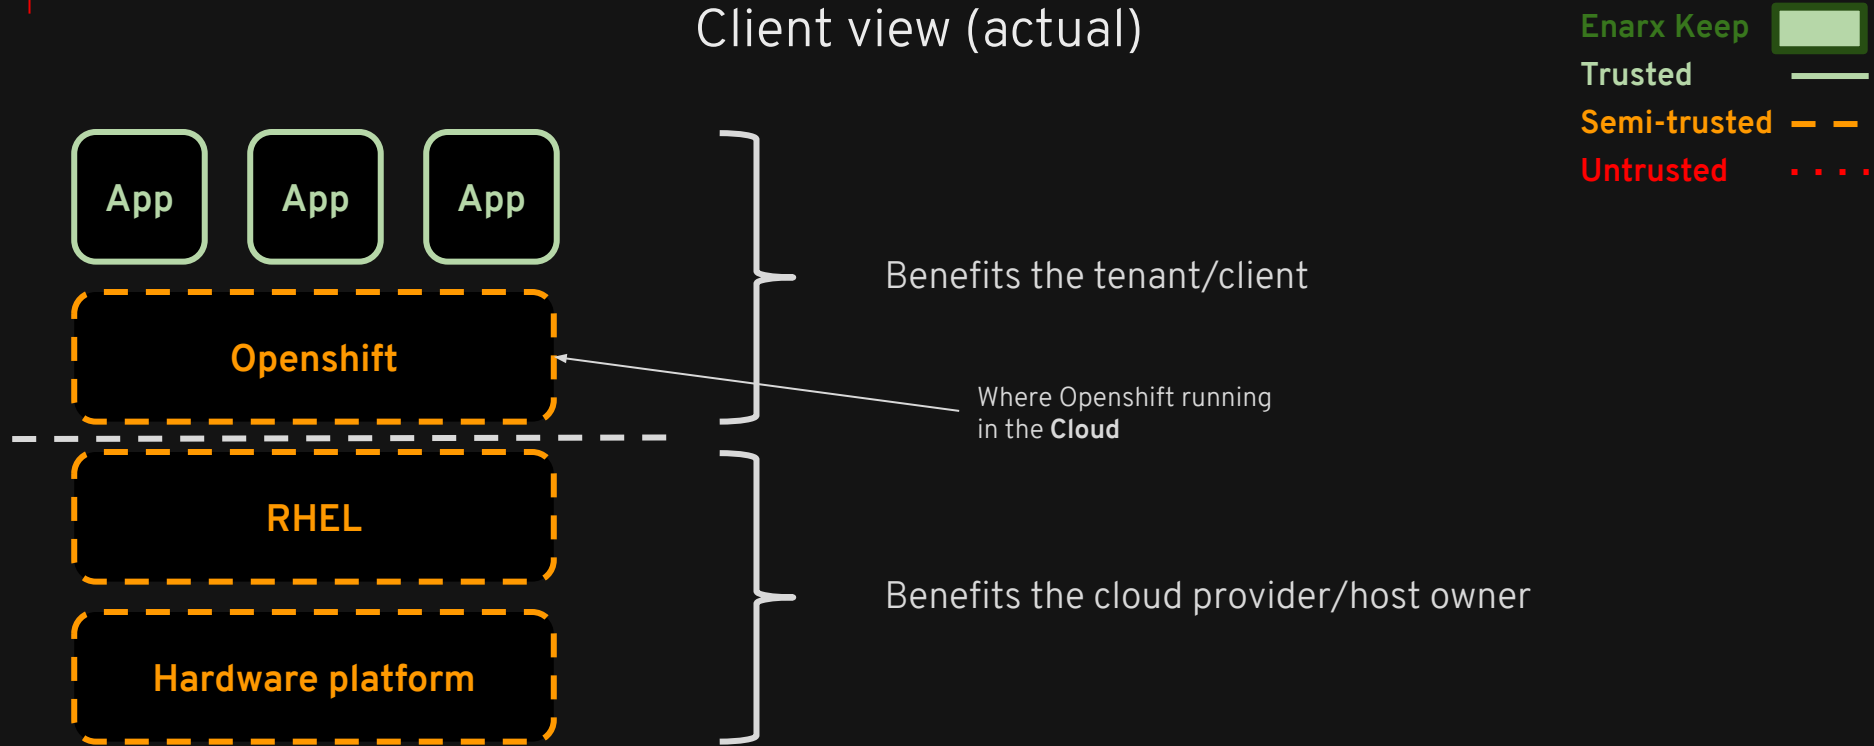 Client view (actual)
Enarx Keep
Trusted
Semi-trusted
Untrusted
App App App
Benefits the tenant/client
Openshift
Where Openshift running
in the Cloud
RHEL
Benefits the cloud provider/host owner
Hardware platform